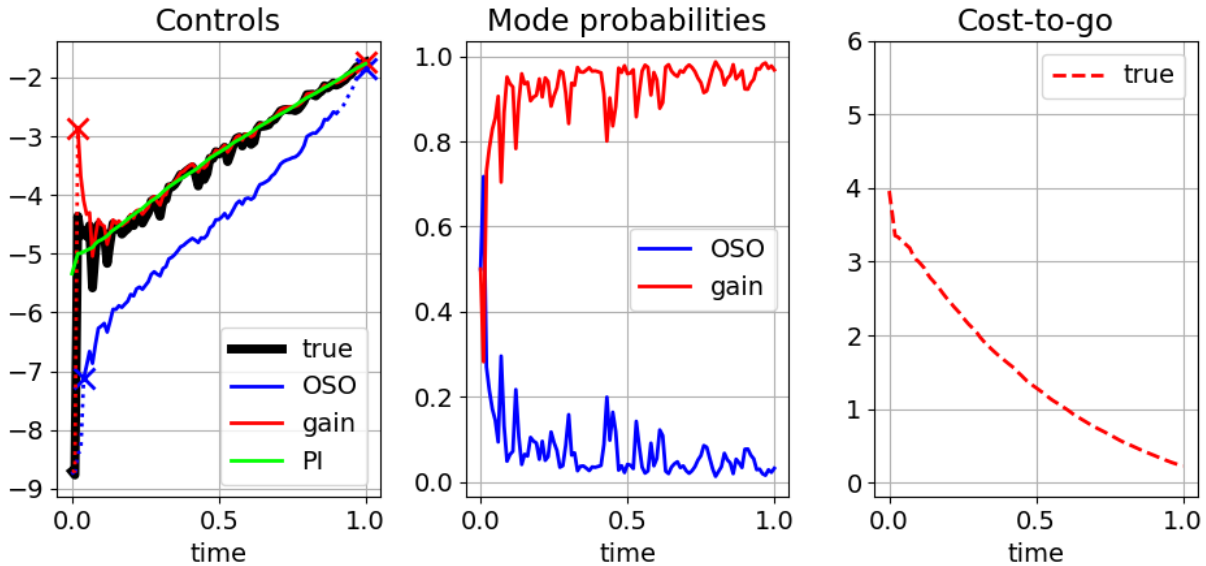 Controls
−2
−3
−4
−5
−6
−7
−8
−9
true
OSO
gain
PI
0.0
0.5
1.0
time
Mode probabilities
1.0
0.8
0.6
0.4
0.2
0.0
OSO
gain
0.0
0.5
1.0
time
Cost-to-go
6
5
4
3
2
1
0
true
0.0
0.5
1.0
time